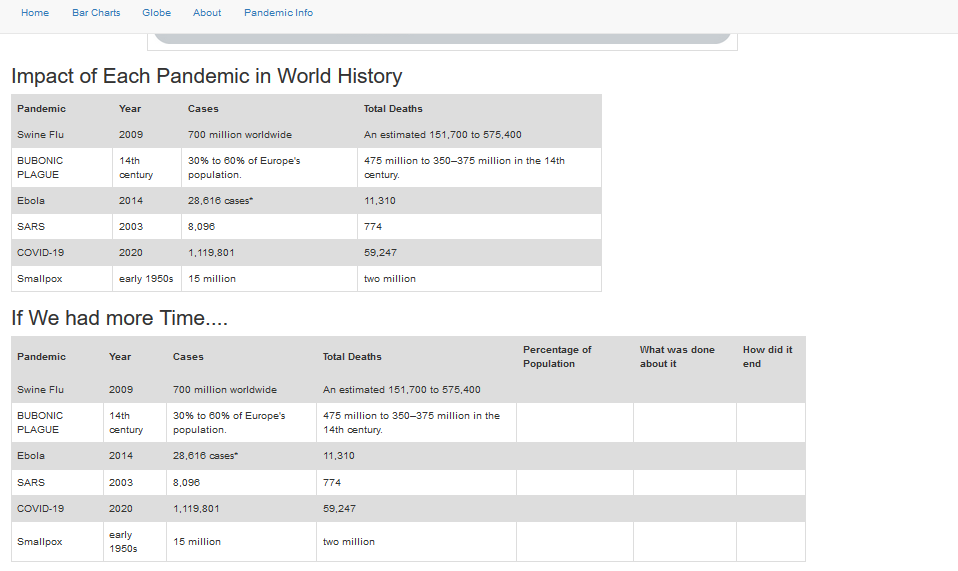 Home Bar Charts Globe About Pandemic Info
Impact of Each Pandemic in World History
Pandemic Year Cases Total Deaths
Swine Flu 2009 700 million worldwide An estimated 151,700 to 575,400
BUBONIC 14th 30% to 60% of Europe's 475 million to 350–375 million in the 14th
PLAGUE century population. century.
Ebola 2014 28,616 cases* 11,310
SARS 2003 8,096 774
COVID-19 2020 1,119,801 59,247
Smallpox early 1950s 15 million two million
If We had more Time....
Pandemic Year Cases Total Deaths Percentage of Population What was done about it How did it end
Swine Flu 2009 700 million worldwide An estimated 151,700 to 575,400
BUBONIC 14th 30% to 60% of Europe's 475 million to 350–375 million in the
PLAGUE century population. 14th century.
Ebola 2014 28,616 cases* 11,310
SARS 2003 8,096 774
COVID-19 2020 1,119,801 59,247
Smallpox early 1950s 15 million two million